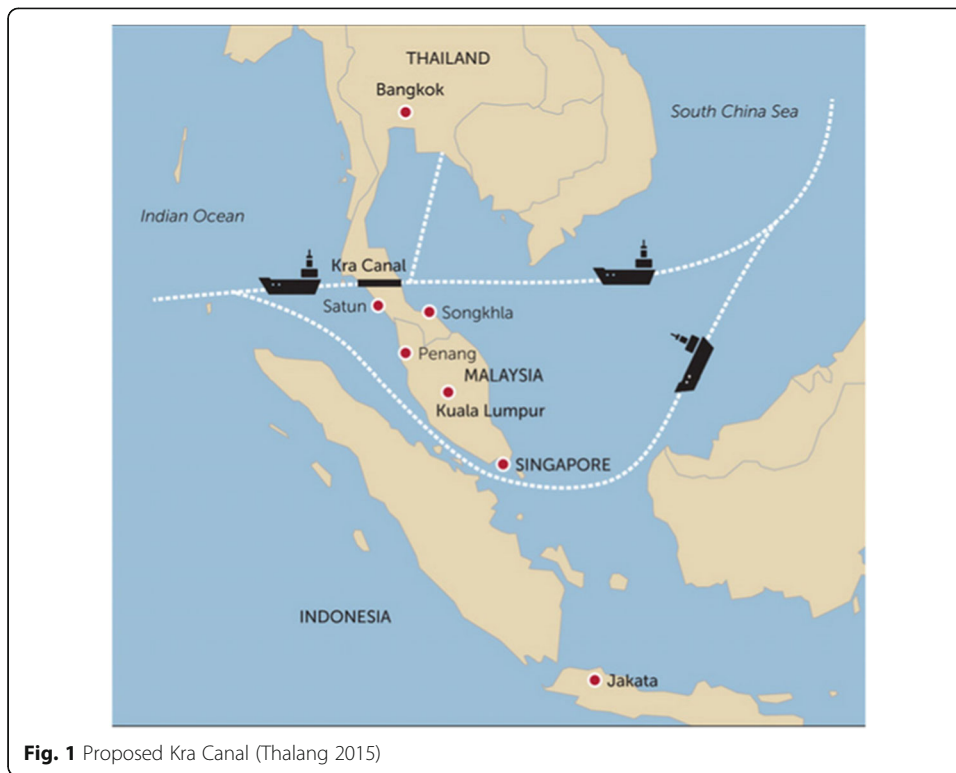 THAILAND
Bangkok
South China Sea
Indian Ocean
Kra Canal
Satun
Songkhla
Penang
MALAYSIA
Kuala Lumpur
SINGAPORE
INDONESIA
Jakata
Fig. 1 Proposed Kra Canal (Thalang 2015)